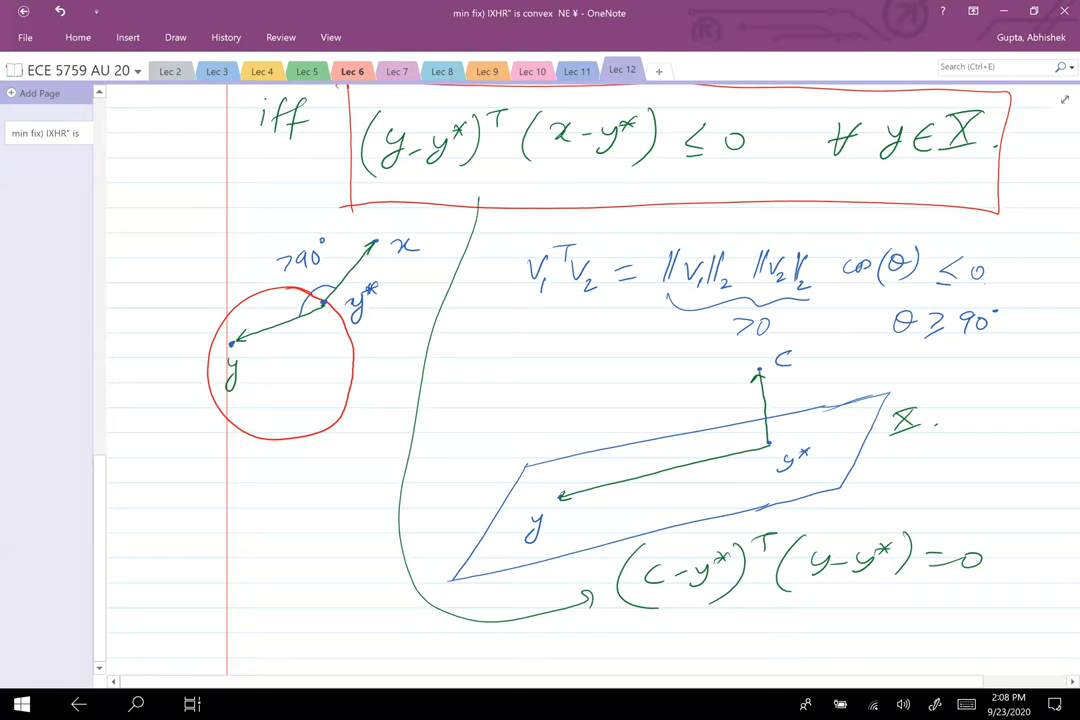 min fix) IXHR" is convex NE ¥ - OneNote
Gupta, Abhishek
File Home Insert Draw History Review View
ECE 5759 AU 20 Lec 2 Lec 3 Lec 4 Lec 5 Lec 6 Lec 7 Lec 8 Lec 9 Lec 10 Lec 11 Lec 12
Search (Ctrl+E)
Add Page
min fix) IXHR" is
iff (y-y*)ᵀ (x-y*) ≤ 0 ∀ y ∈ X.
>90° x
y*
y
V₁ᵀV₂ = ||V₁||₂ ||V₂||₂ cos(θ) ≤ 0
>0 θ ≥ 90°
C
X.
y*
y
(C-y*)ᵀ (y-y*) = 0
2:08 PM
9/23/2020